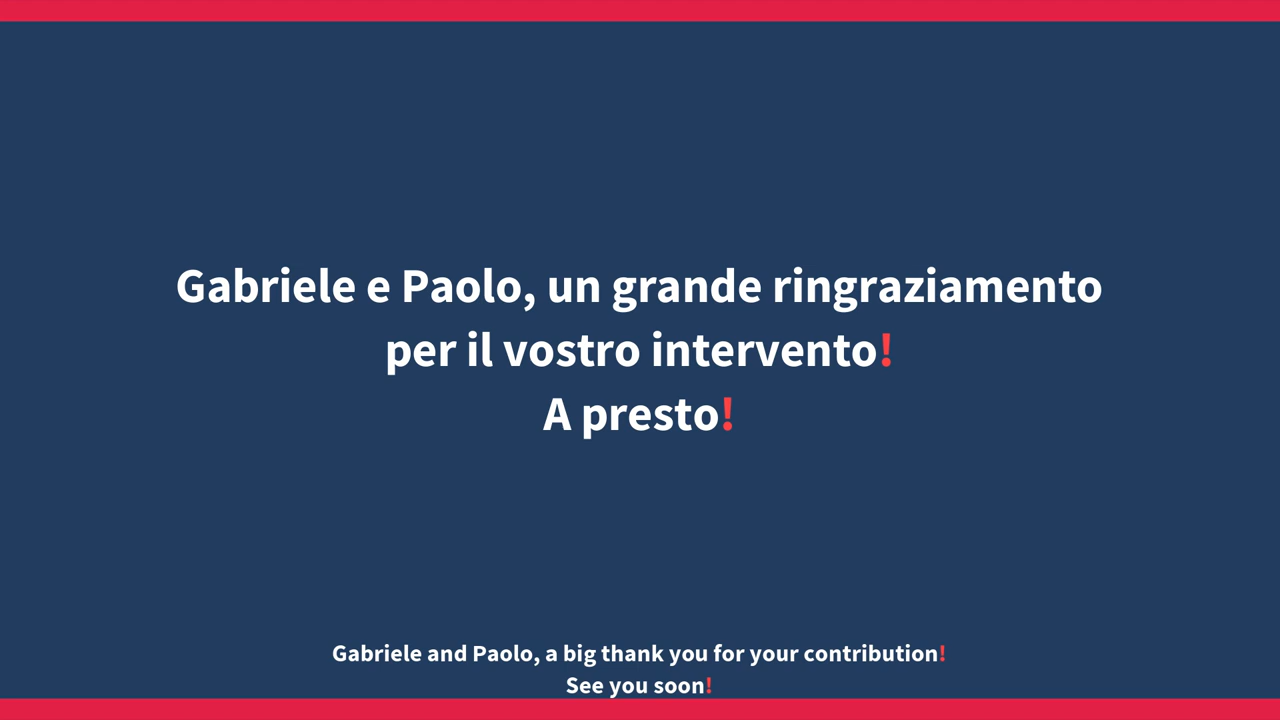 Gabriele e Paolo, un grande ringraziamento
per il vostro intervento!
A presto!
Gabriele and Paolo, a big thank you for your contribution!
See you soon!